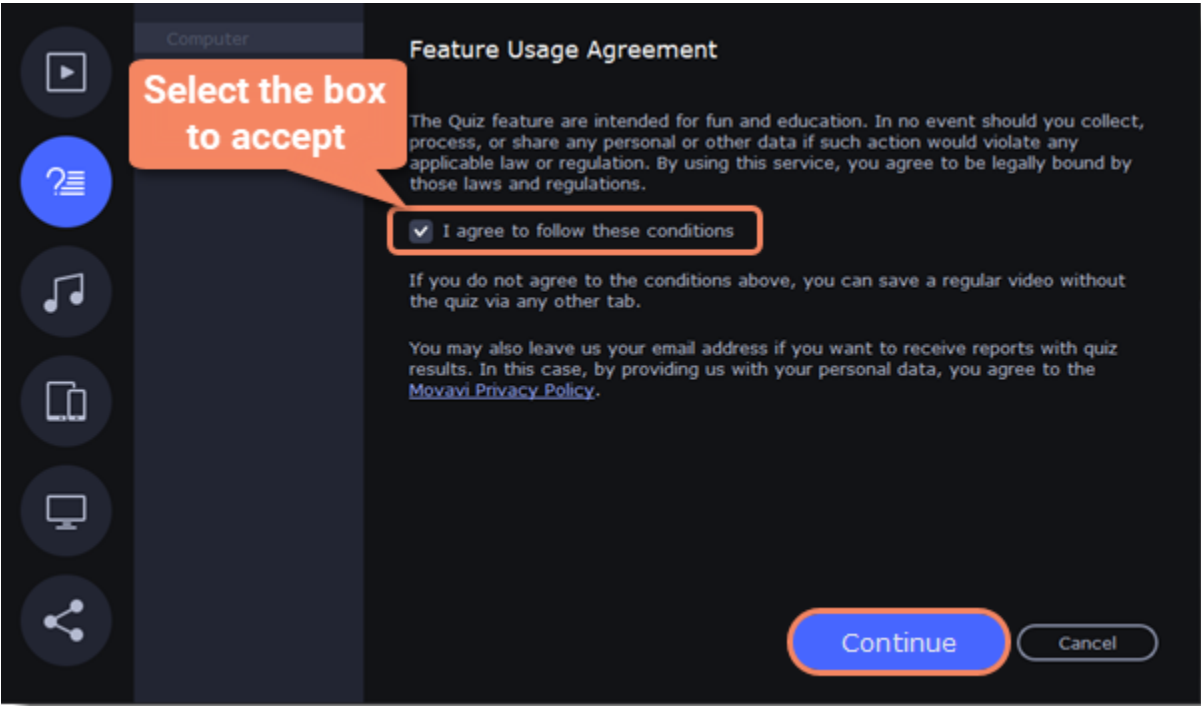 Computer
Feature Usage Agreement
Select the box
to accept
The Quiz feature are intended for fun and education. In no event should you collect,
process, or share any personal or other data if such action would violate any
applicable law or regulation. By using this service, you agree to be legally bound by
those laws and regulations.
I agree to follow these conditions
If you do not agree to the conditions above, you can save a regular video without
the quiz via any other tab.
You may also leave us your email address if you want to receive reports with quiz
results. In this case, by providing us with your personal data, you agree to the
Movavi Privacy Policy.
Continue
Cancel